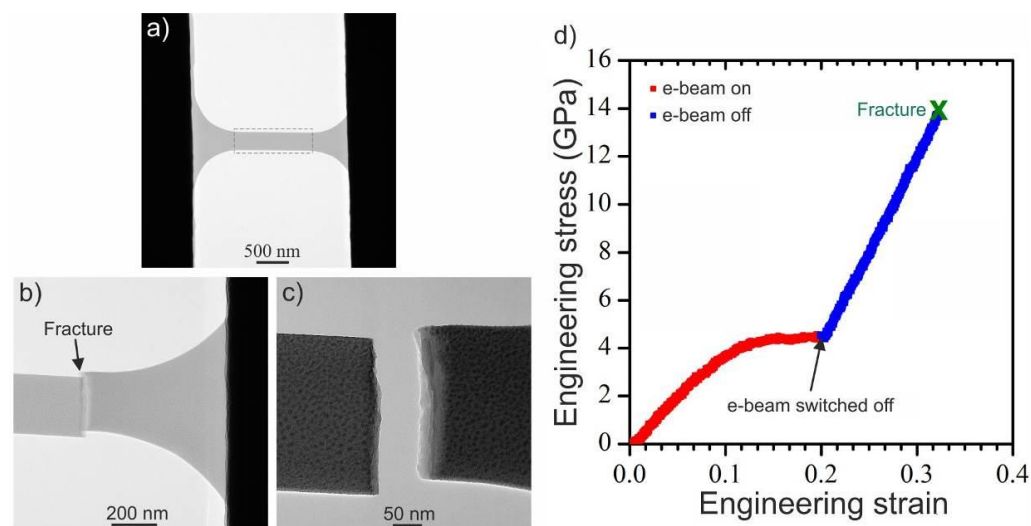 a)
500 nm
b)
Fracture
200 nm
c)
50 nm
d)
16
14
12
10
8
6
4
2
0
Engineering stress (GPa)
e-beam on
e-beam off
Fracture
X
e-beam switched off
0.0 0.1 0.2 0.3 0.4
Engineering strain